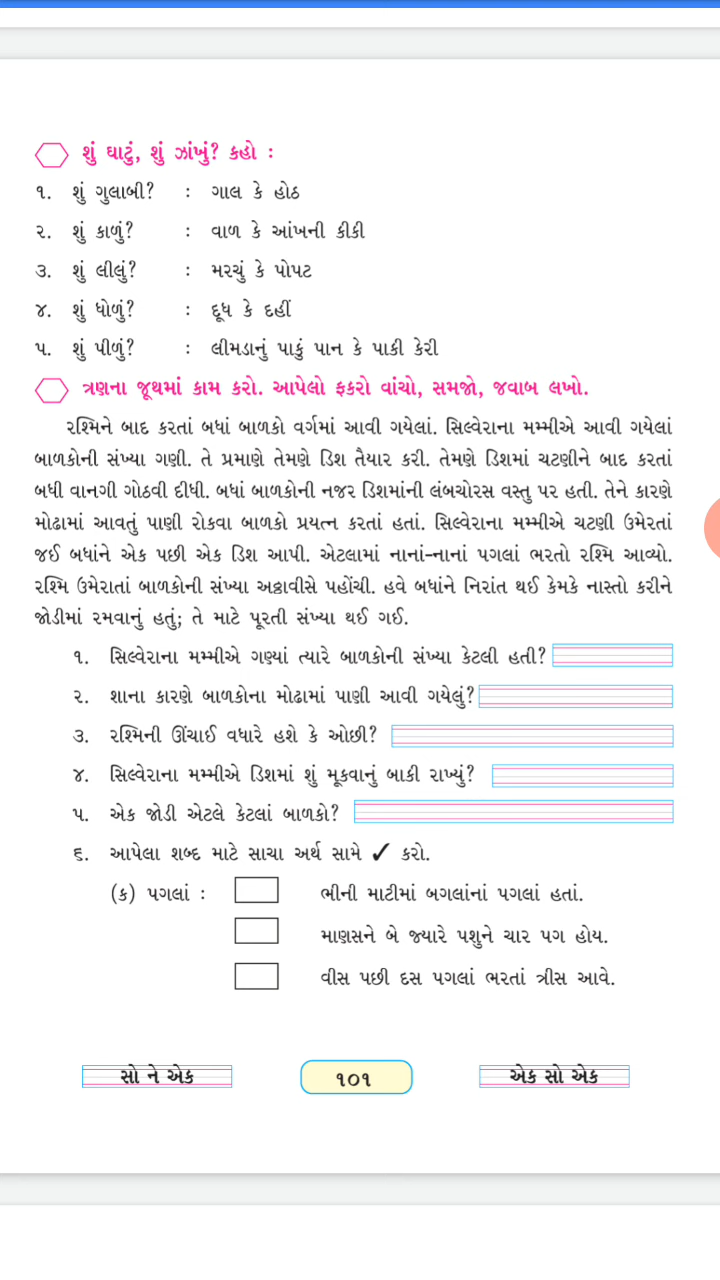 શું ઘાટું, શું ઝાંખું? કહો :
૧. શું ગુલાબી? : ગાલ કે હોઠ
૨. શું કાળું? : વાળ કે આંખની કીકી
૩. શું લીલું? : મરચું કે પોપટ
૪. શું ધોળું? : દૂધ કે દહીં
૫. શું પીળું? : લીમડાનું પાકું પાન કે પાકી કેરી
ત્રણના જૂથમાં કામ કરો. આપેલો ફકરો વાંચો, સમજો, જવાબ લખો.
રશ્મિને બાદ કરતાં બધાં બાળકો વર્ગમાં આવી ગયેલાં. સિલ્વેરાના મમ્મીએ આવી ગયેલાં
બાળકોની સંખ્યા ગણી. તે પ્રમાણે તેમણે ડિશ તૈયાર કરી. તેમણે ડિશમાં ચટણીને બાદ કરતાં
બધી વાનગી ગોઠવી દીધી. બધાં બાળકોની નજર ડિશમાંની લંબચોરસ વસ્તુ પર હતી. તેને કારણે
મોઢામાં આવતું પાણી રોકવા બાળકો પ્રયત્ન કરતાં હતાં. સિલ્વેરાના મમ્મીએ ચટણી ઉમેરતાં
જઈ બધાંને એક પછી એક ડિશ આપી. એટલામાં નાનાં-નાનાં પગલાં ભરતો રશ્મિ આવ્યો.
રશ્મિ ઉમેરાતાં બાળકોની સંખ્યા અઠ્ઠાવીસે પહોંચી. હવે બધાંને નિરાંત થઈ કેમકે નાસ્તો કરીને
જોડીમાં રમવાનું હતું; તે માટે પૂરતી સંખ્યા થઈ ગઈ.
૧. સિલ્વેરાના મમ્મીએ ગણ્યાં ત્યારે બાળકોની સંખ્યા કેટલી હતી?
૨. શાના કારણે બાળકોના મોઢામાં પાણી આવી ગયેલું?
૩. રશ્મિની ઊંચાઈ વધારે હશે કે ઓછી?
૪. સિલ્વેરાના મમ્મીએ ડિશમાં શું મૂકવાનું બાકી રાખ્યું?
૫. એક જોડી એટલે કેટલાં બાળકો?
૬. આપેલા શબ્દ માટે સાચા અર્થ સામે ✓ કરો.
(ક) પગલાં : ભીની માટીમાં બગલાંનાં પગલાં હતાં.
માણસને બે જ્યારે પશુને ચાર પગ હોય.
વીસ પછી દસ પગલાં ભરતાં ત્રીસ આવે.
સો ને એક ૧૦૧ એક સો એક